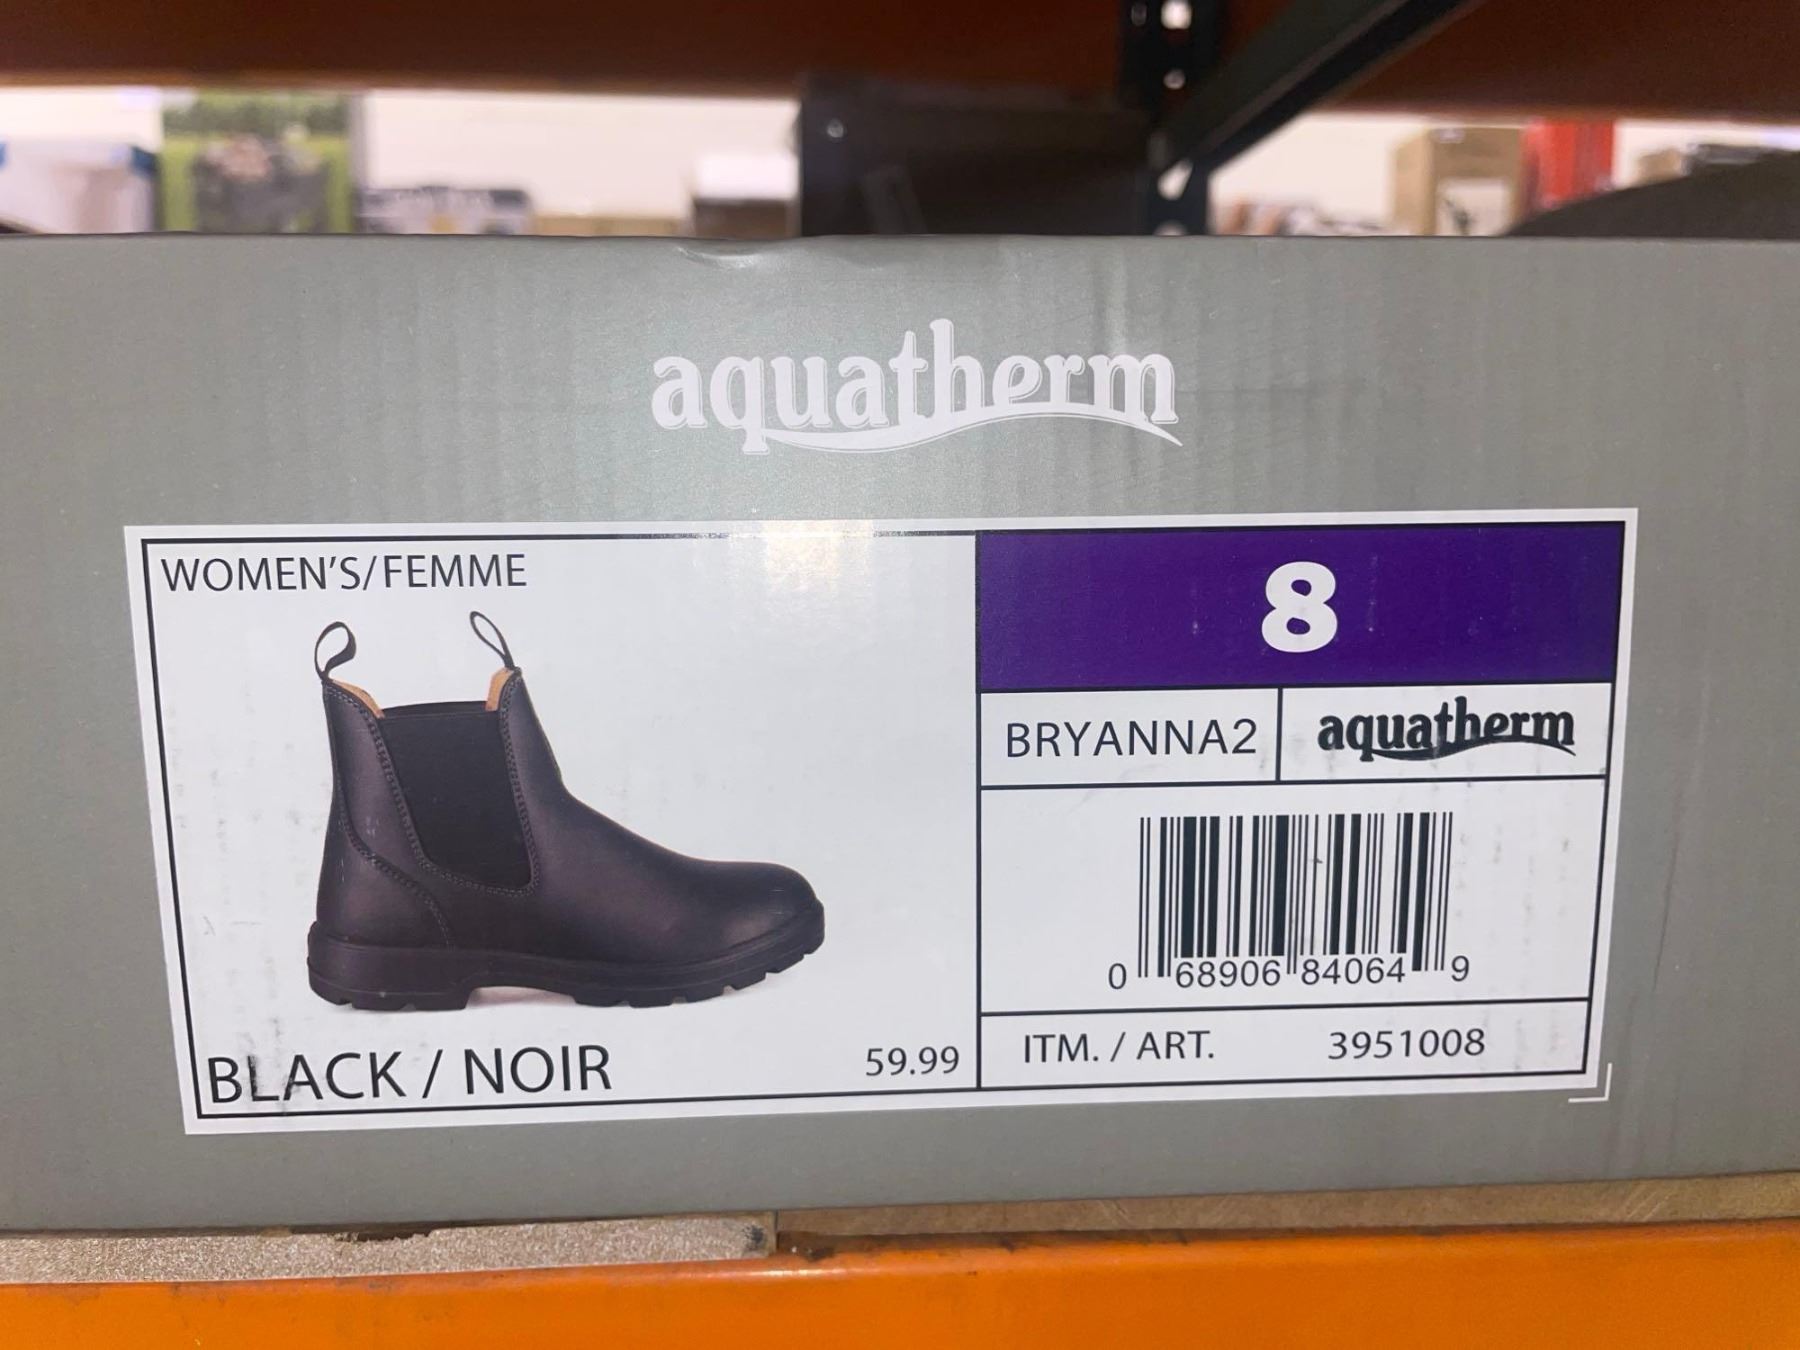 aquatherm
WOMEN'S/FEMME
8
BRYANNA2
aquatherm
0 68906 84064 9
BLACK / NOIR
59.99
ITM. / ART. 3951008